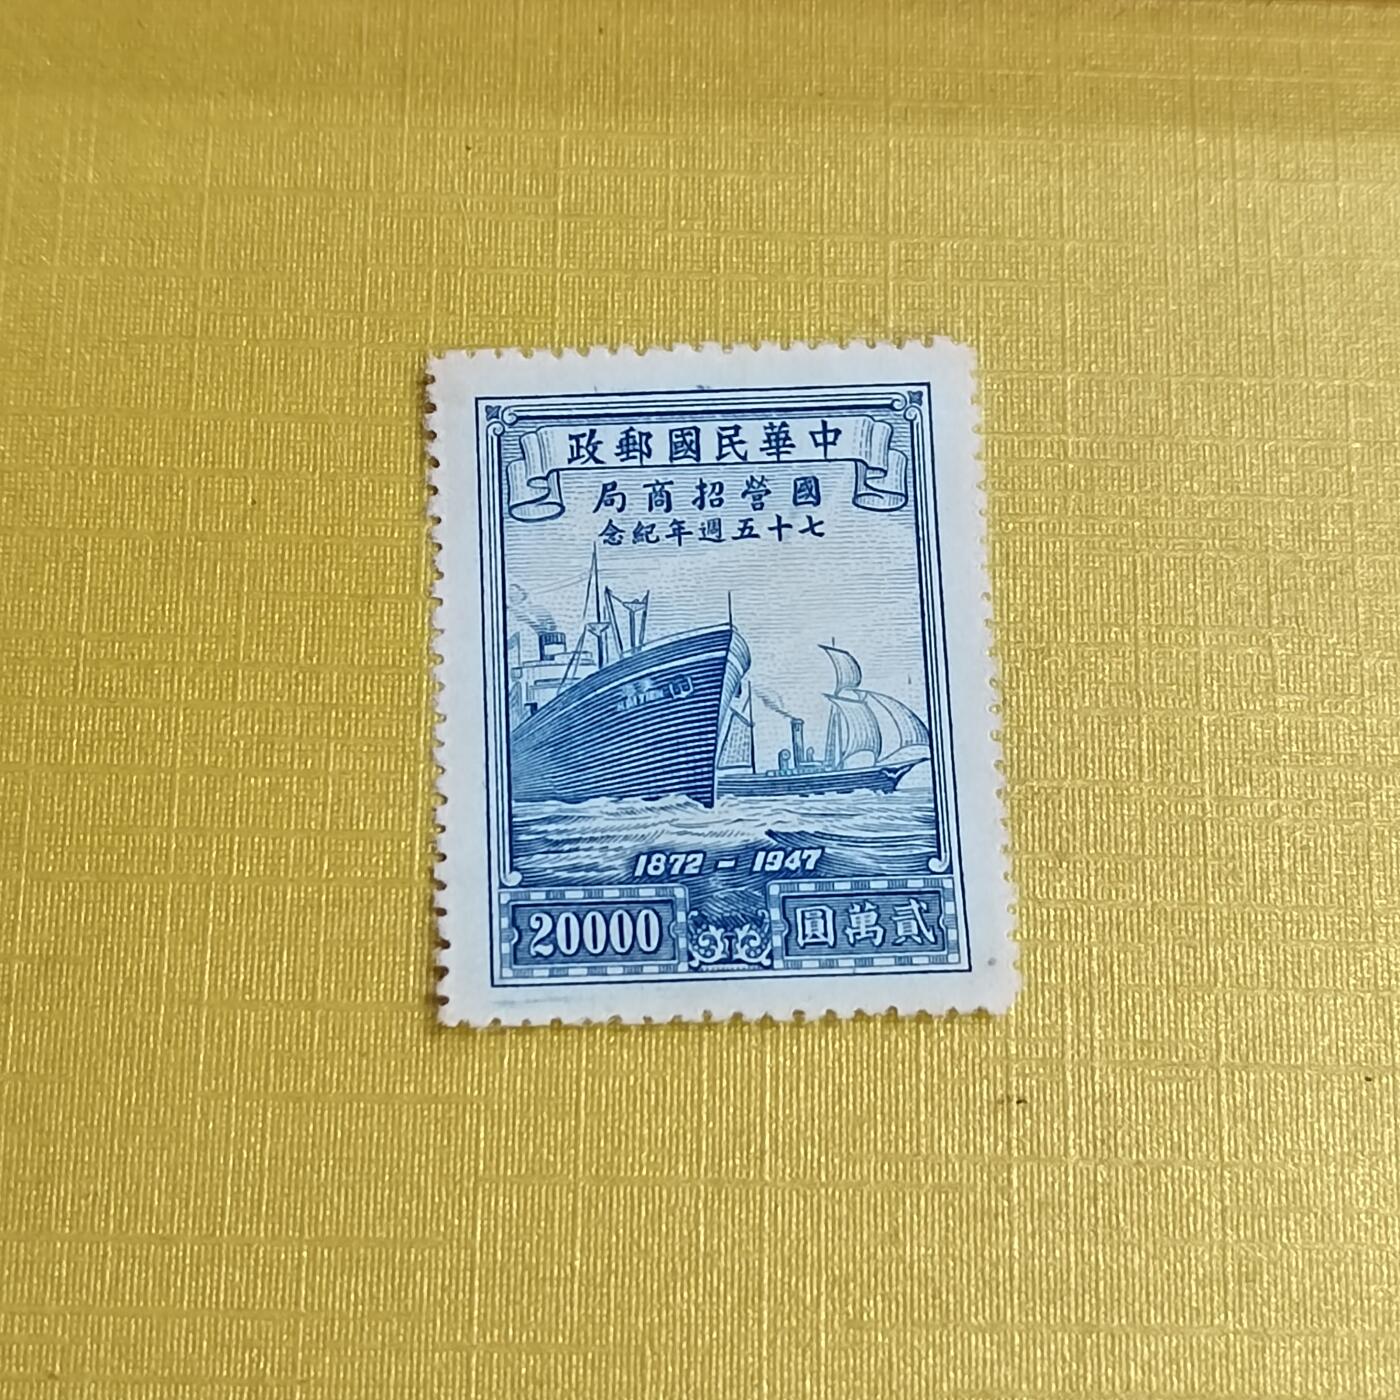 中華民國郵政
國營招商局
七十五週年紀念
1872-1947
20000
貳萬圓